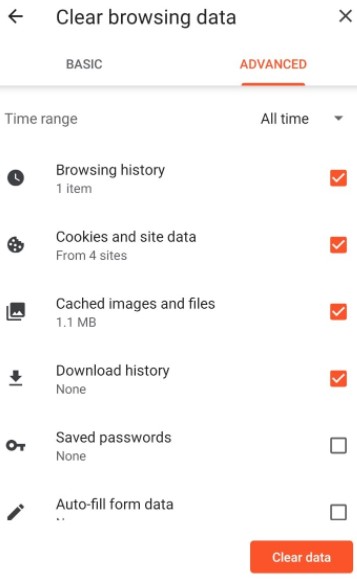 Clear browsing data
BASIC
ADVANCED
Time range
All time
Browsing history
1 item
Cookies and site data
From 4 sites
Cached images and files
1.1 MB
Download history
None
Saved passwords
None
Auto-fill form data
Clear data